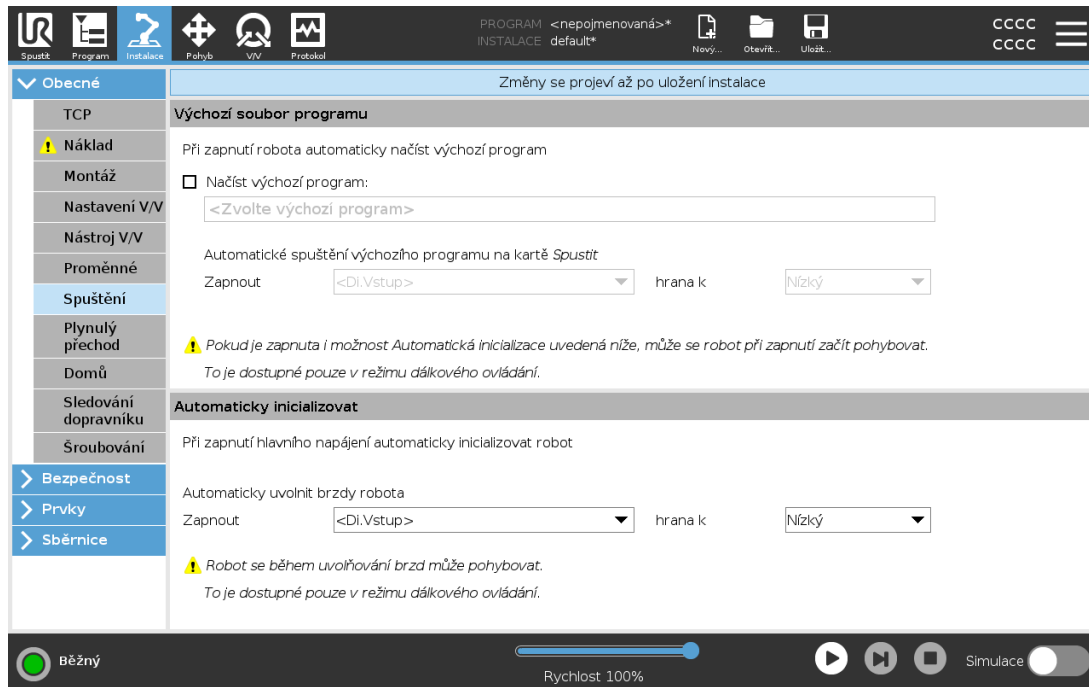 UR
Spustit
Program
Instalace
Pohyb
V/V
Protokol
PROGRAM <nepojmenovaná>*
INSTALACE default*
Nový...
Otevřít...
Uložit...
CCCC
CCCC
Obecné
TCP
Náklad
Montáž
Nastavení V/V
Nástroj V/V
Proměnné
Spuštění
Plynulý
přechod
Domů
Sledování
dopravníku
Šroubování
Bezpečnost
Prvky
Sběrnice
Změny se projeví až po uložení instalace
Výchozí soubor programu
Při zapnutí robota automaticky načíst výchozí program
Načíst výchozí program:
<Zvolte výchozí program>
Automatické spuštění výchozího programu na kartě Spustit
Zapnout <DI.Vstup> hrana k Nízký
Pokud je zapnuta i možnost Automatická inicializace uvedená níže, může se robot při zapnutí začít pohybovat.
To je dostupné pouze v režimu dálkového ovládání.
Automaticky inicializovat
Při zapnutí hlavního napájení automaticky inicializovat robot
Automaticky uvolnit brzdy robota
Zapnout <DI.Vstup> hrana k Nízký
Robot se během uvolňování brzd může pohybovat.
To je dostupné pouze v režimu dálkového ovládání.
Běžný
Rychlost 100%
Simulace